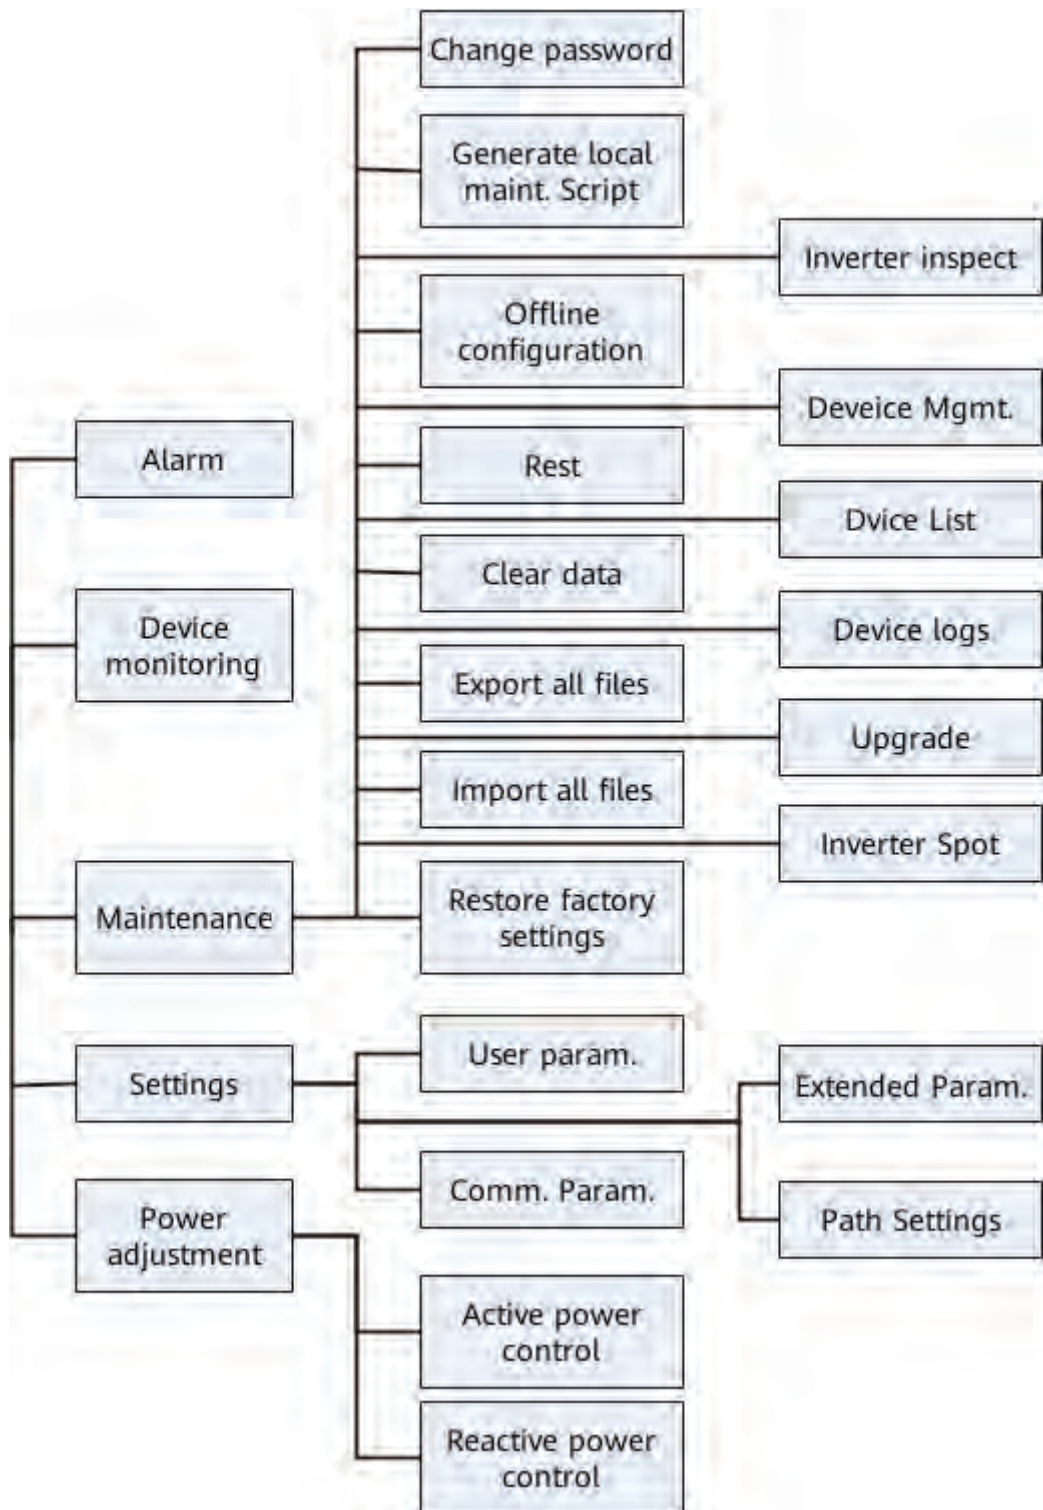 Change password
Generate local
maint. Script
Inverter inspect
Offline
configuration
Deveice Mgmt.
Alarm
Rest
Dvice List
Clear data
Device
monitoring
Device logs
Export all files
Upgrade
Import all files
Inverter Spot
Maintenance
Restore factory
settings
User param.
Settings
Extended Param.
Comm. Param.
Path Settings
Power
adjustment
Active power
control
Reactive power
control